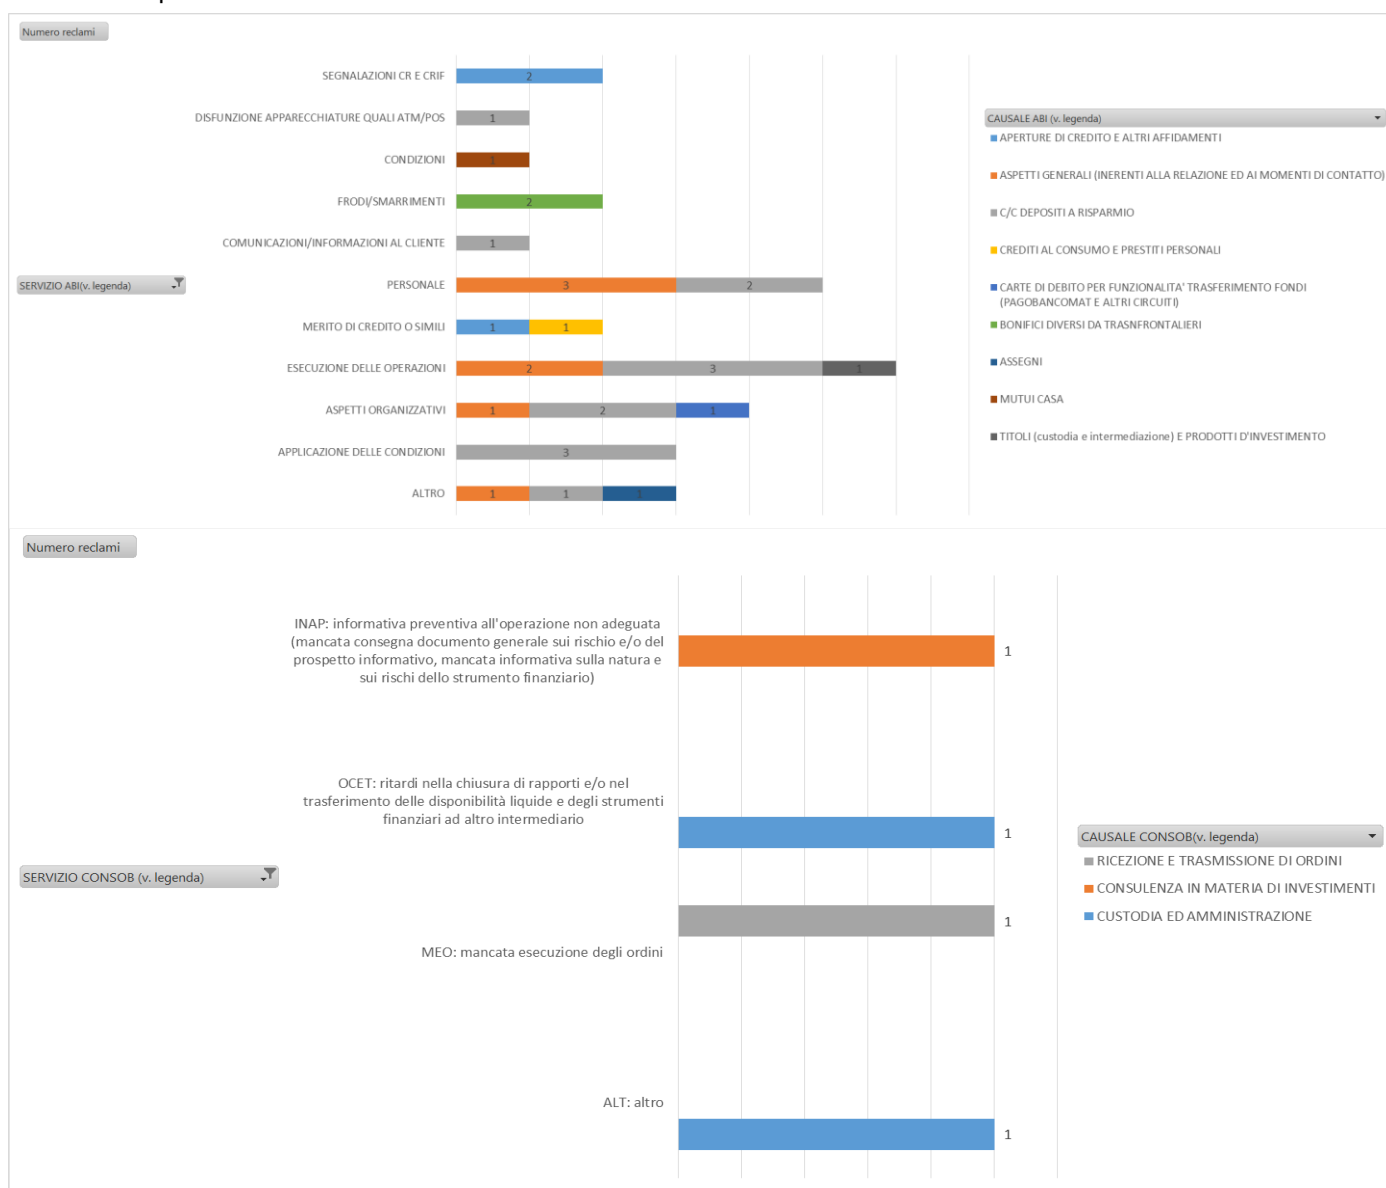 Numero reclami
SEGNALAZIONI CR E CRIF
2
DISFUNZIONE APPARECCHIATURE QUALI ATM/POS
1
CONDIZIONI
1
FRODI/SMARRIMENTI
2
COMUNICAZIONI/INFORMAZIONI AL CLIENTE
1
SERVIZIO ABI(v. legenda)
PERSONALE
3
2
MERITO DI CREDITO O SIMILI
1
1
ESECUZIONE DELLE OPERAZIONI
2
3
1
ASPETTI ORGANIZZATIVI
1
2
1
APPLICAZIONE DELLE CONDIZIONI
3
ALTRO
1
1
1
CAUSALE ABI (v. legenda)
APERTURE DI CREDITO E ALTRI AFFIDAMENTI
ASPETTI GENERALI (INERENTI ALLA RELAZIONE ED AI MOMENTI DI CONTATTO)
C/C DEPOSITI A RISPARMIO
CREDITI AL CONSUMO E PRESTITI PERSONALI
CARTE DI DEBITO PER FUNZIONALITA' TRASFERIMENTO FONDI
(PAGOBANCOMAT E ALTRI CIRCUITI)
BONIFICI DIVERSI DA TRASNFRONTALIERI
ASSEGNI
MUTUI CASA
TITOLI (custodia e intermediazione) E PRODOTTI D'INVESTIMENTO
Numero reclami
INAP: informativa preventiva all'operazione non adeguata
(mancata consegna documento generale sui rischio e/o del
prospetto informativo, mancata informativa sulla natura e
sui rischi dello strumento finanziario)
1
OCET: ritardi nella chiusura di rapporti e/o nel
trasferimento delle disponibilità liquide e degli strumenti
finanziari ad altro intermediario
1
SERVIZIO CONSOB (v. legenda)
MEO: mancata esecuzione degli ordini
1
ALT: altro
1
CAUSALE CONSOB(v. legenda)
RICEZIONE E TRASMISSIONE DI ORDINI
CONSULENZA IN MATERIA DI INVESTIMENTI
CUSTODIA ED AMMINISTRAZIONE